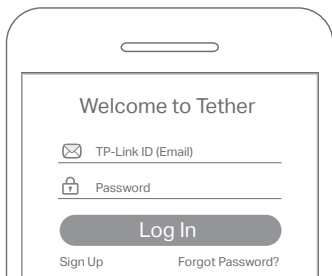 Welcome to Tether
TP-Link ID (Email)
Password
Log In
Sign Up Forgot Password?